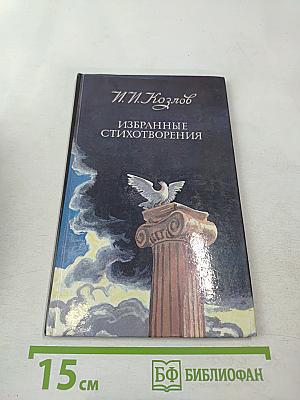 И.И.Козлов
ИЗБРАННЫЕ
СТИХОТВОРЕНИЯ
15 см
БФ БИБЛИОФАН